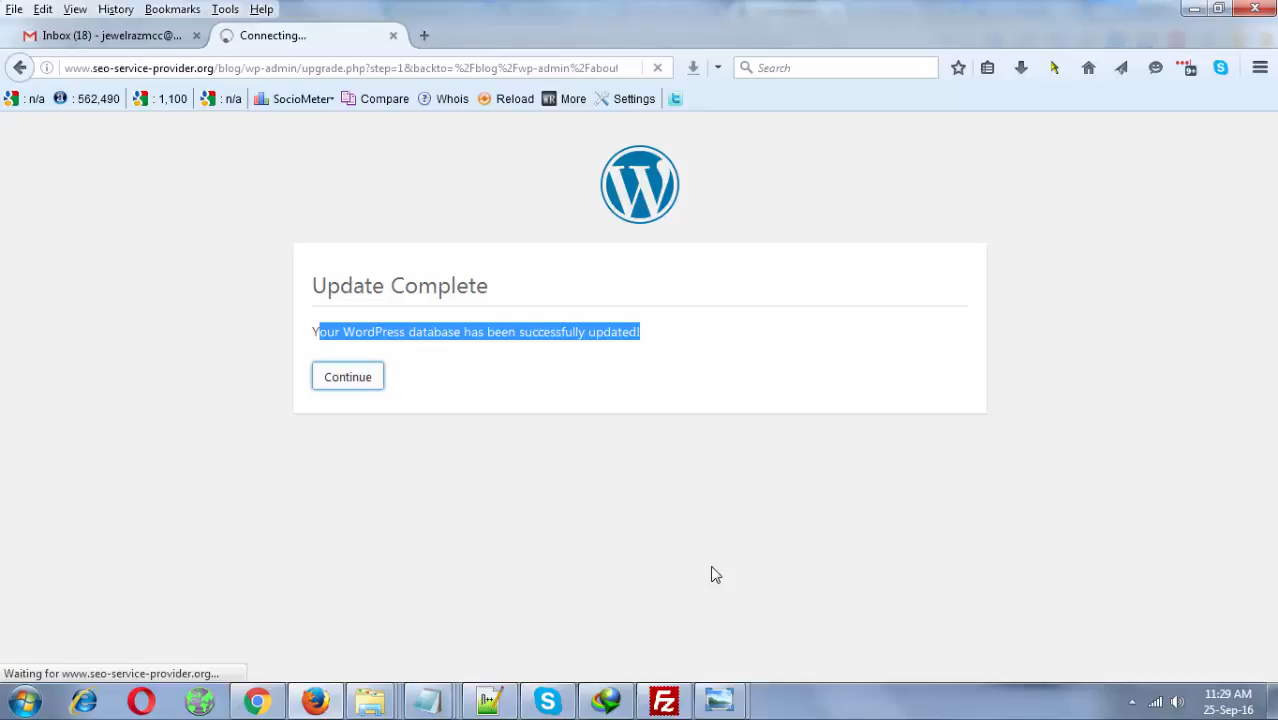 File Edit View History Bookmarks Tools Help
Inbox (18) - jewelrazmcc@... Connecting...
www.seo-service-provider.org/blog/wp-admin/upgrade.php?step=1&backto=%2Fblog%2Fwp-admin%2Fabout Search
: n/a : 562,490 : 1,100 : n/a SocioMeter Compare Whois Reload WR More Settings
Update Complete
Your WordPress database has been successfully updated!
Continue
Waiting for www.seo-service-provider.org...
11:29 AM
25-Sep-16